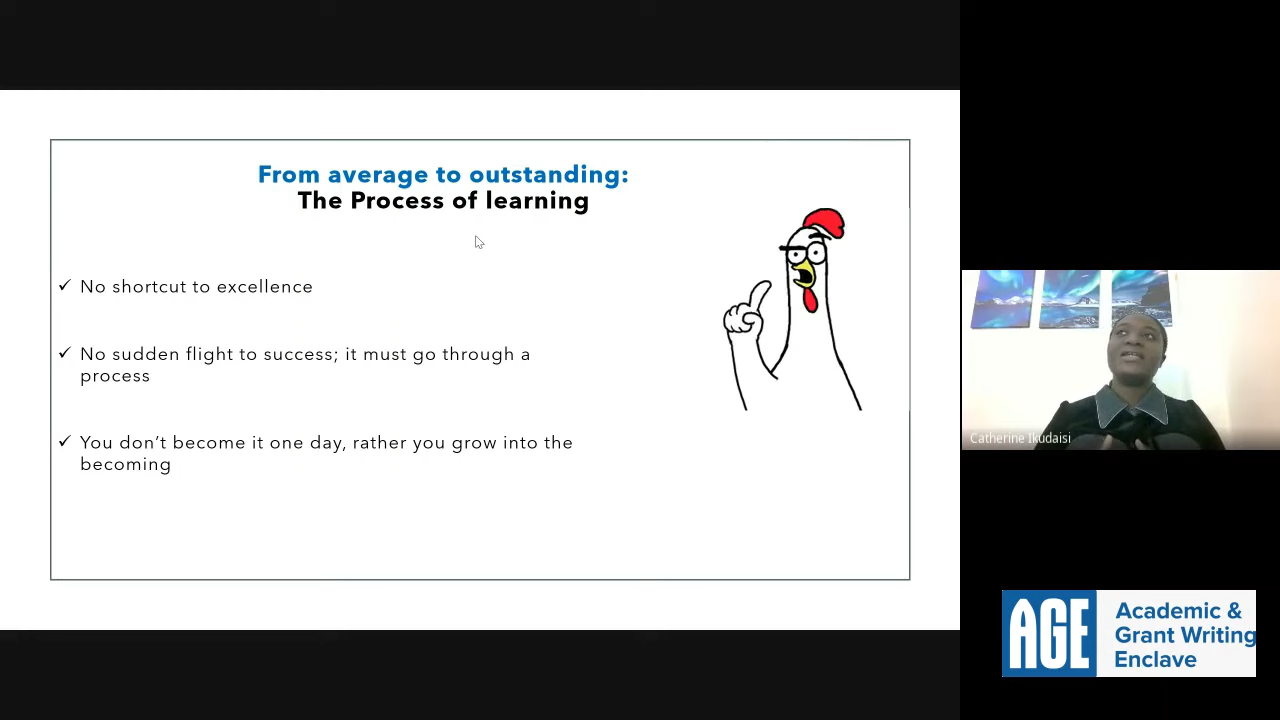 From average to outstanding:
The Process of learning
✓ No shortcut to excellence
✓ No sudden flight to success; it must go through a
process
✓ You don’t become it one day, rather you grow into the
becoming
Catherine Ikudaisi
AGE
Academic &
Grant Writing
Enclave